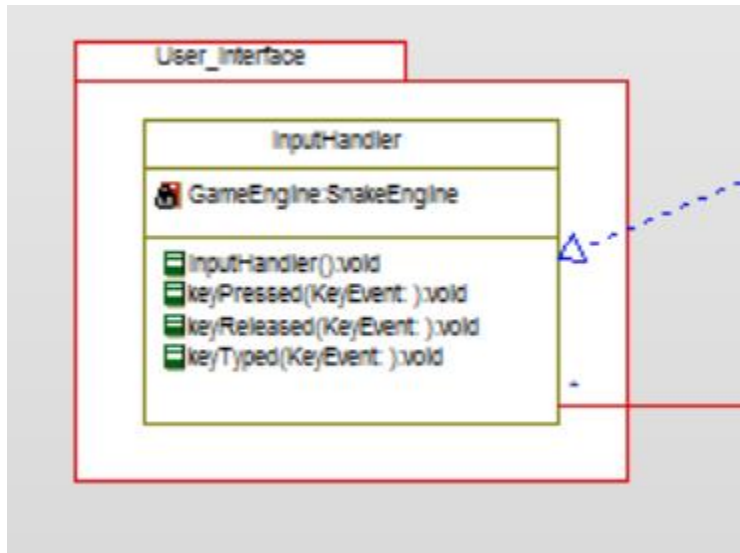 User_Interface
InputHandler
GameEngine:SnakeEngine
InputHandler():void
keyPressed(KeyEvent: ):void
keyReleased(KeyEvent: ):void
keyTyped(KeyEvent: ):void
*